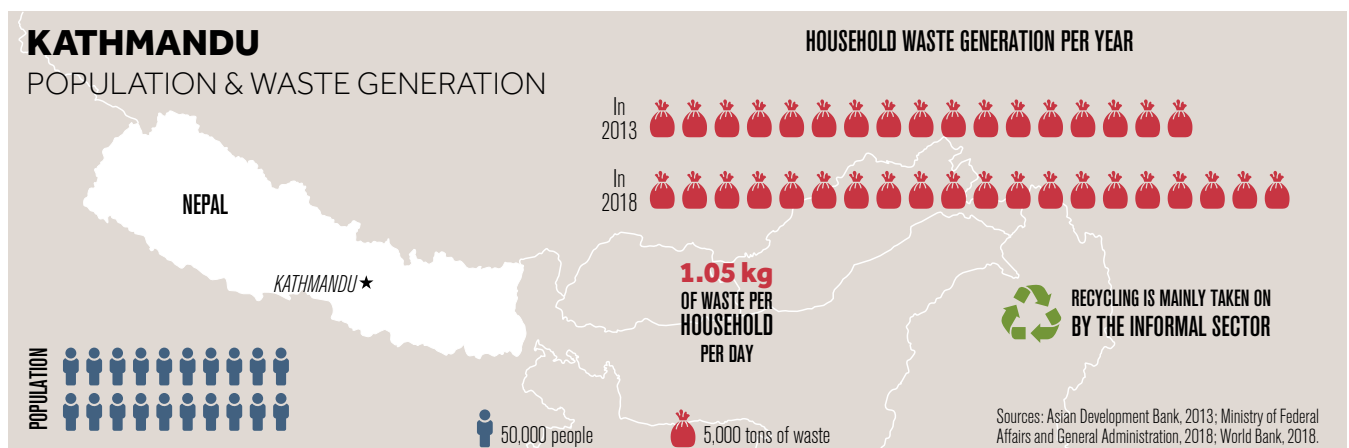 KATHMANDU
POPULATION & WASTE GENERATION
HOUSEHOLD WASTE GENERATION PER YEAR
In
2013
In
2018
NEPAL
KATHMANDU
1.05 kg
OF WASTE PER
HOUSEHOLD
PER DAY
RECYCLING IS MAINLY TAKEN ON
BY THE INFORMAL SECTOR
POPULATION
50,000 people
5,000 tons of waste
Sources: Asian Development Bank, 2013; Ministry of Federal
Affairs and General Administration, 2018; World Bank, 2018.